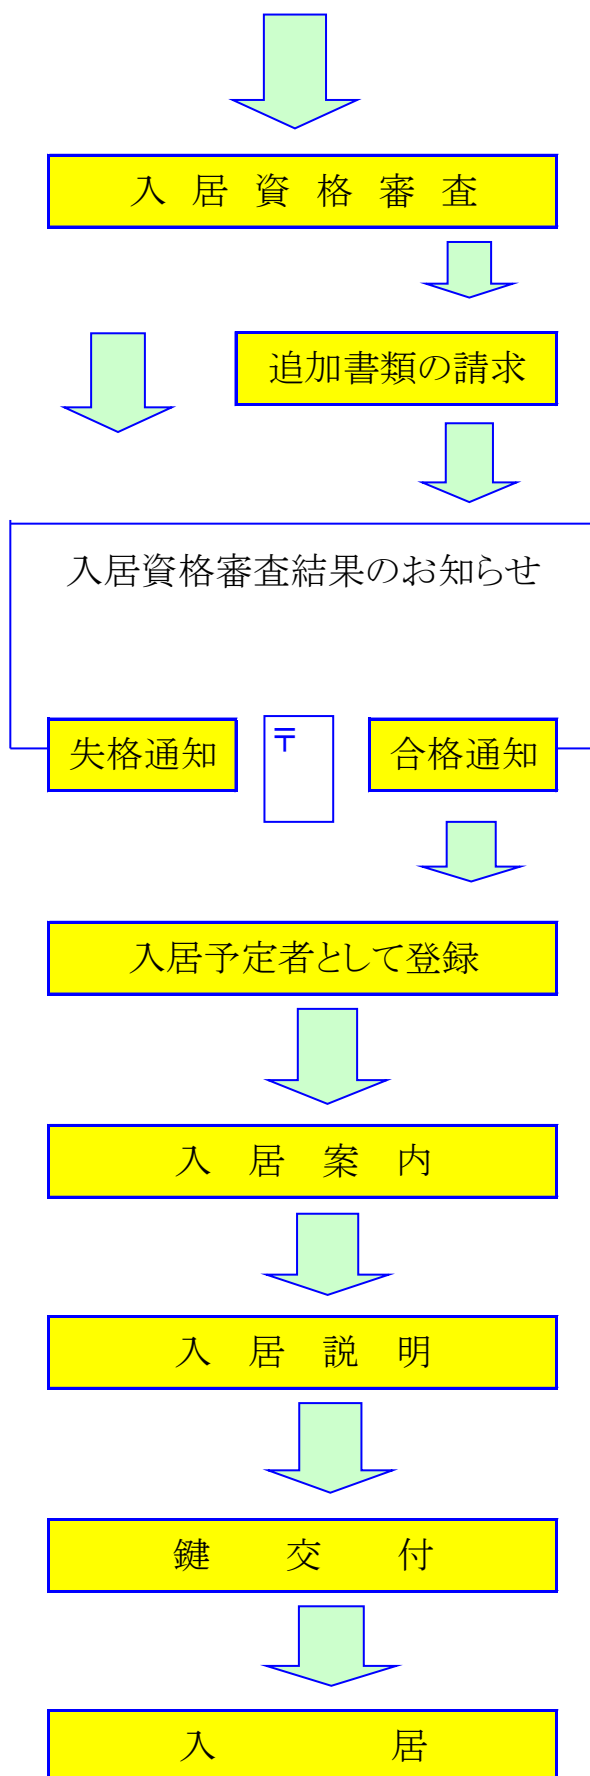 入居資格審査
追加書類の請求
入居資格審査結果のお知らせ
失格通知
〒
合格通知
入居予定者として登録
入居案内
入居説明
鍵交付
入居